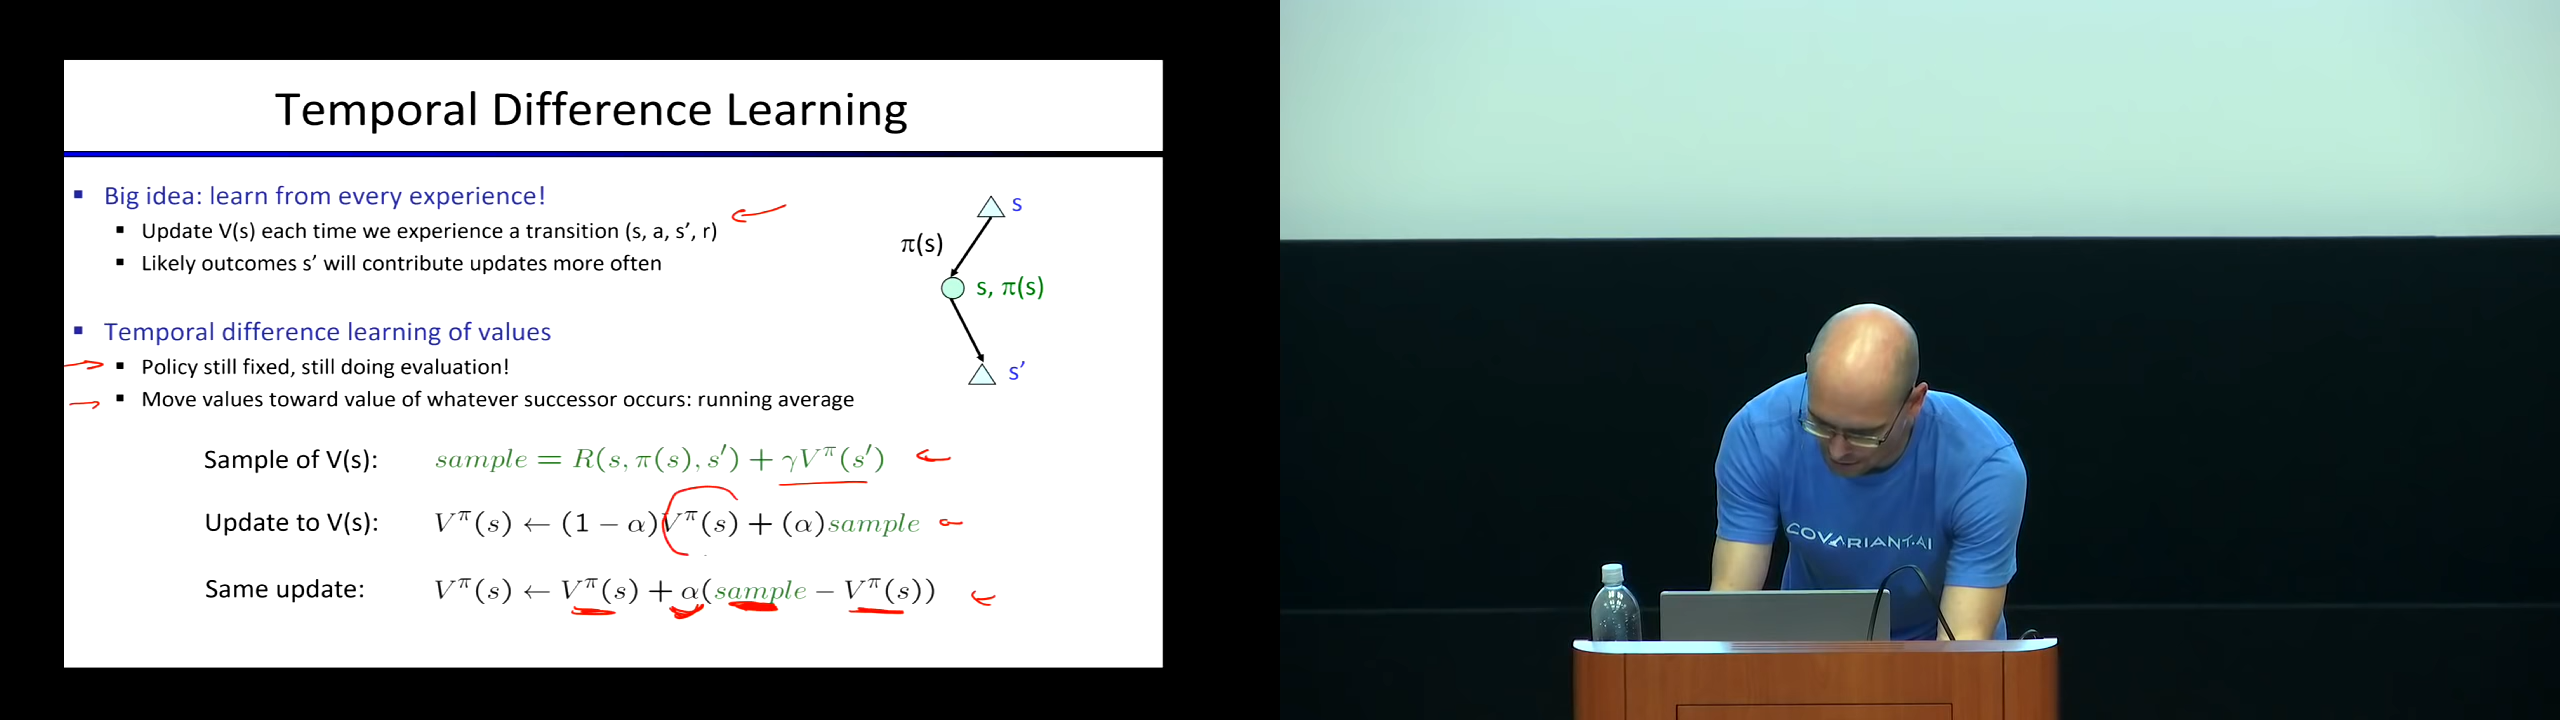 Temporal Difference Learning
▪ Big idea: learn from every experience!
▪ Update V(s) each time we experience a transition (s, a, s’, r)
▪ Likely outcomes s’ will contribute updates more often
▪ Temporal difference learning of values
▪ Policy still fixed, still doing evaluation!
▪ Move values toward value of whatever successor occurs: running average
Sample of V(s): sample = R(s, π(s), s′) + γV^π(s′)
Update to V(s): V^π(s) ← (1 − α)V^π(s) + (α)sample
Same update: V^π(s) ← V^π(s) + α(sample − V^π(s))
s
π(s)
s, π(s)
s’
COVARIANT.AI